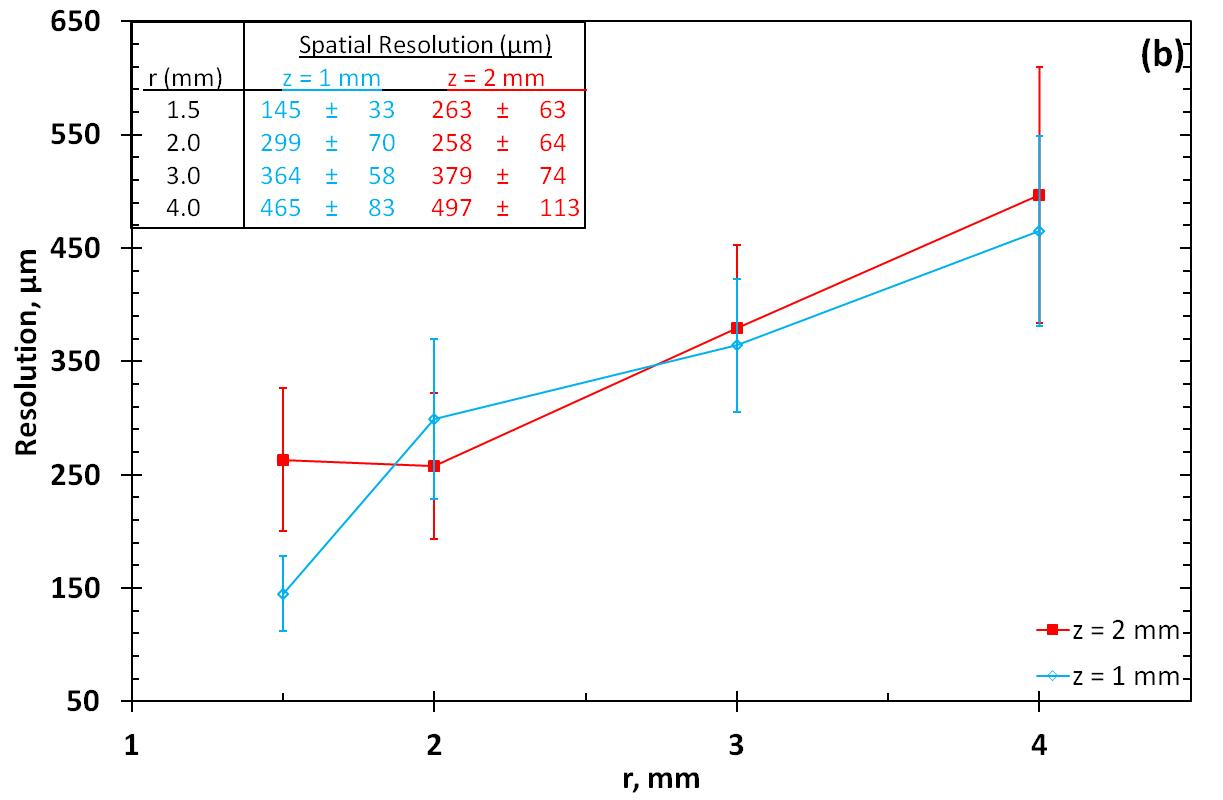 (b)
Spatial Resolution (µm)
r (mm) z = 1 mm z = 2 mm
1.5 145 ± 33 263 ± 63
2.0 299 ± 70 258 ± 64
3.0 364 ± 58 379 ± 74
4.0 465 ± 83 497 ± 113
650
550
450
350
250
150
50
Resolution, µm
z = 2 mm
z = 1 mm
1 2 3 4
r, mm